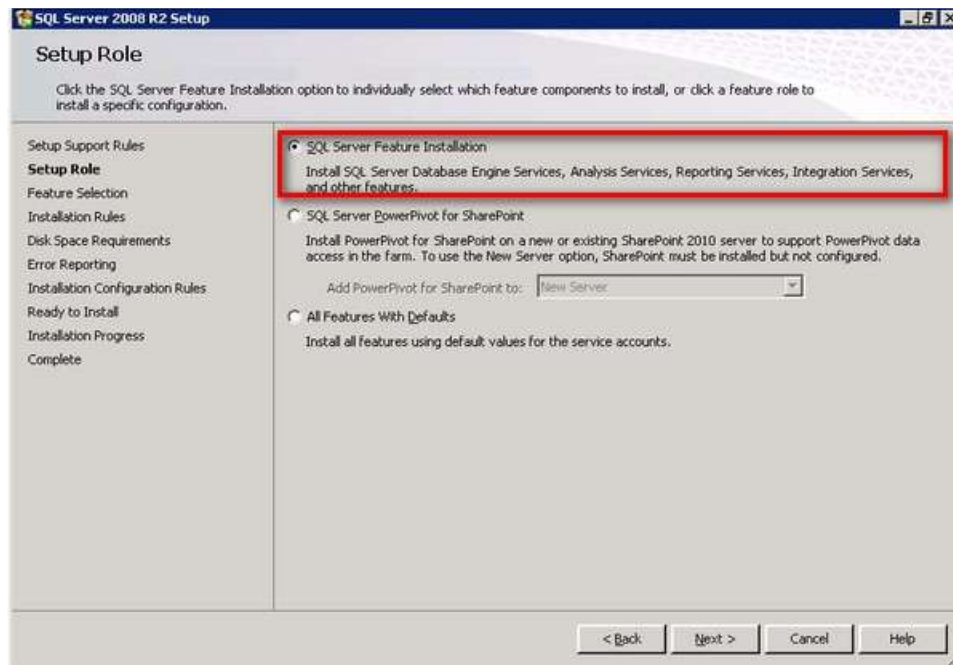 SQL Server 2008 R2 Setup
Setup Role
Click the SQL Server Feature Installation option to individually select which feature components to install, or click a feature role to
install a specific configuration.
Setup Support Rules
Setup Role
Feature Selection
Installation Rules
Disk Space Requirements
Error Reporting
Installation Configuration Rules
Ready to Install
Installation Progress
Complete
SQL Server Feature Installation
Install SQL Server Database Engine Services, Analysis Services, Reporting Services, Integration Services,
and other features.
SQL Server PowerPivot for SharePoint
Install PowerPivot for SharePoint on a new or existing SharePoint 2010 server to support PowerPivot data
access in the farm. To use the New Server option, SharePoint must be installed but not configured.
Add PowerPivot for SharePoint to: New Server
All Features With Defaults
Install all features using default values for the service accounts.
< Back Next > Cancel Help